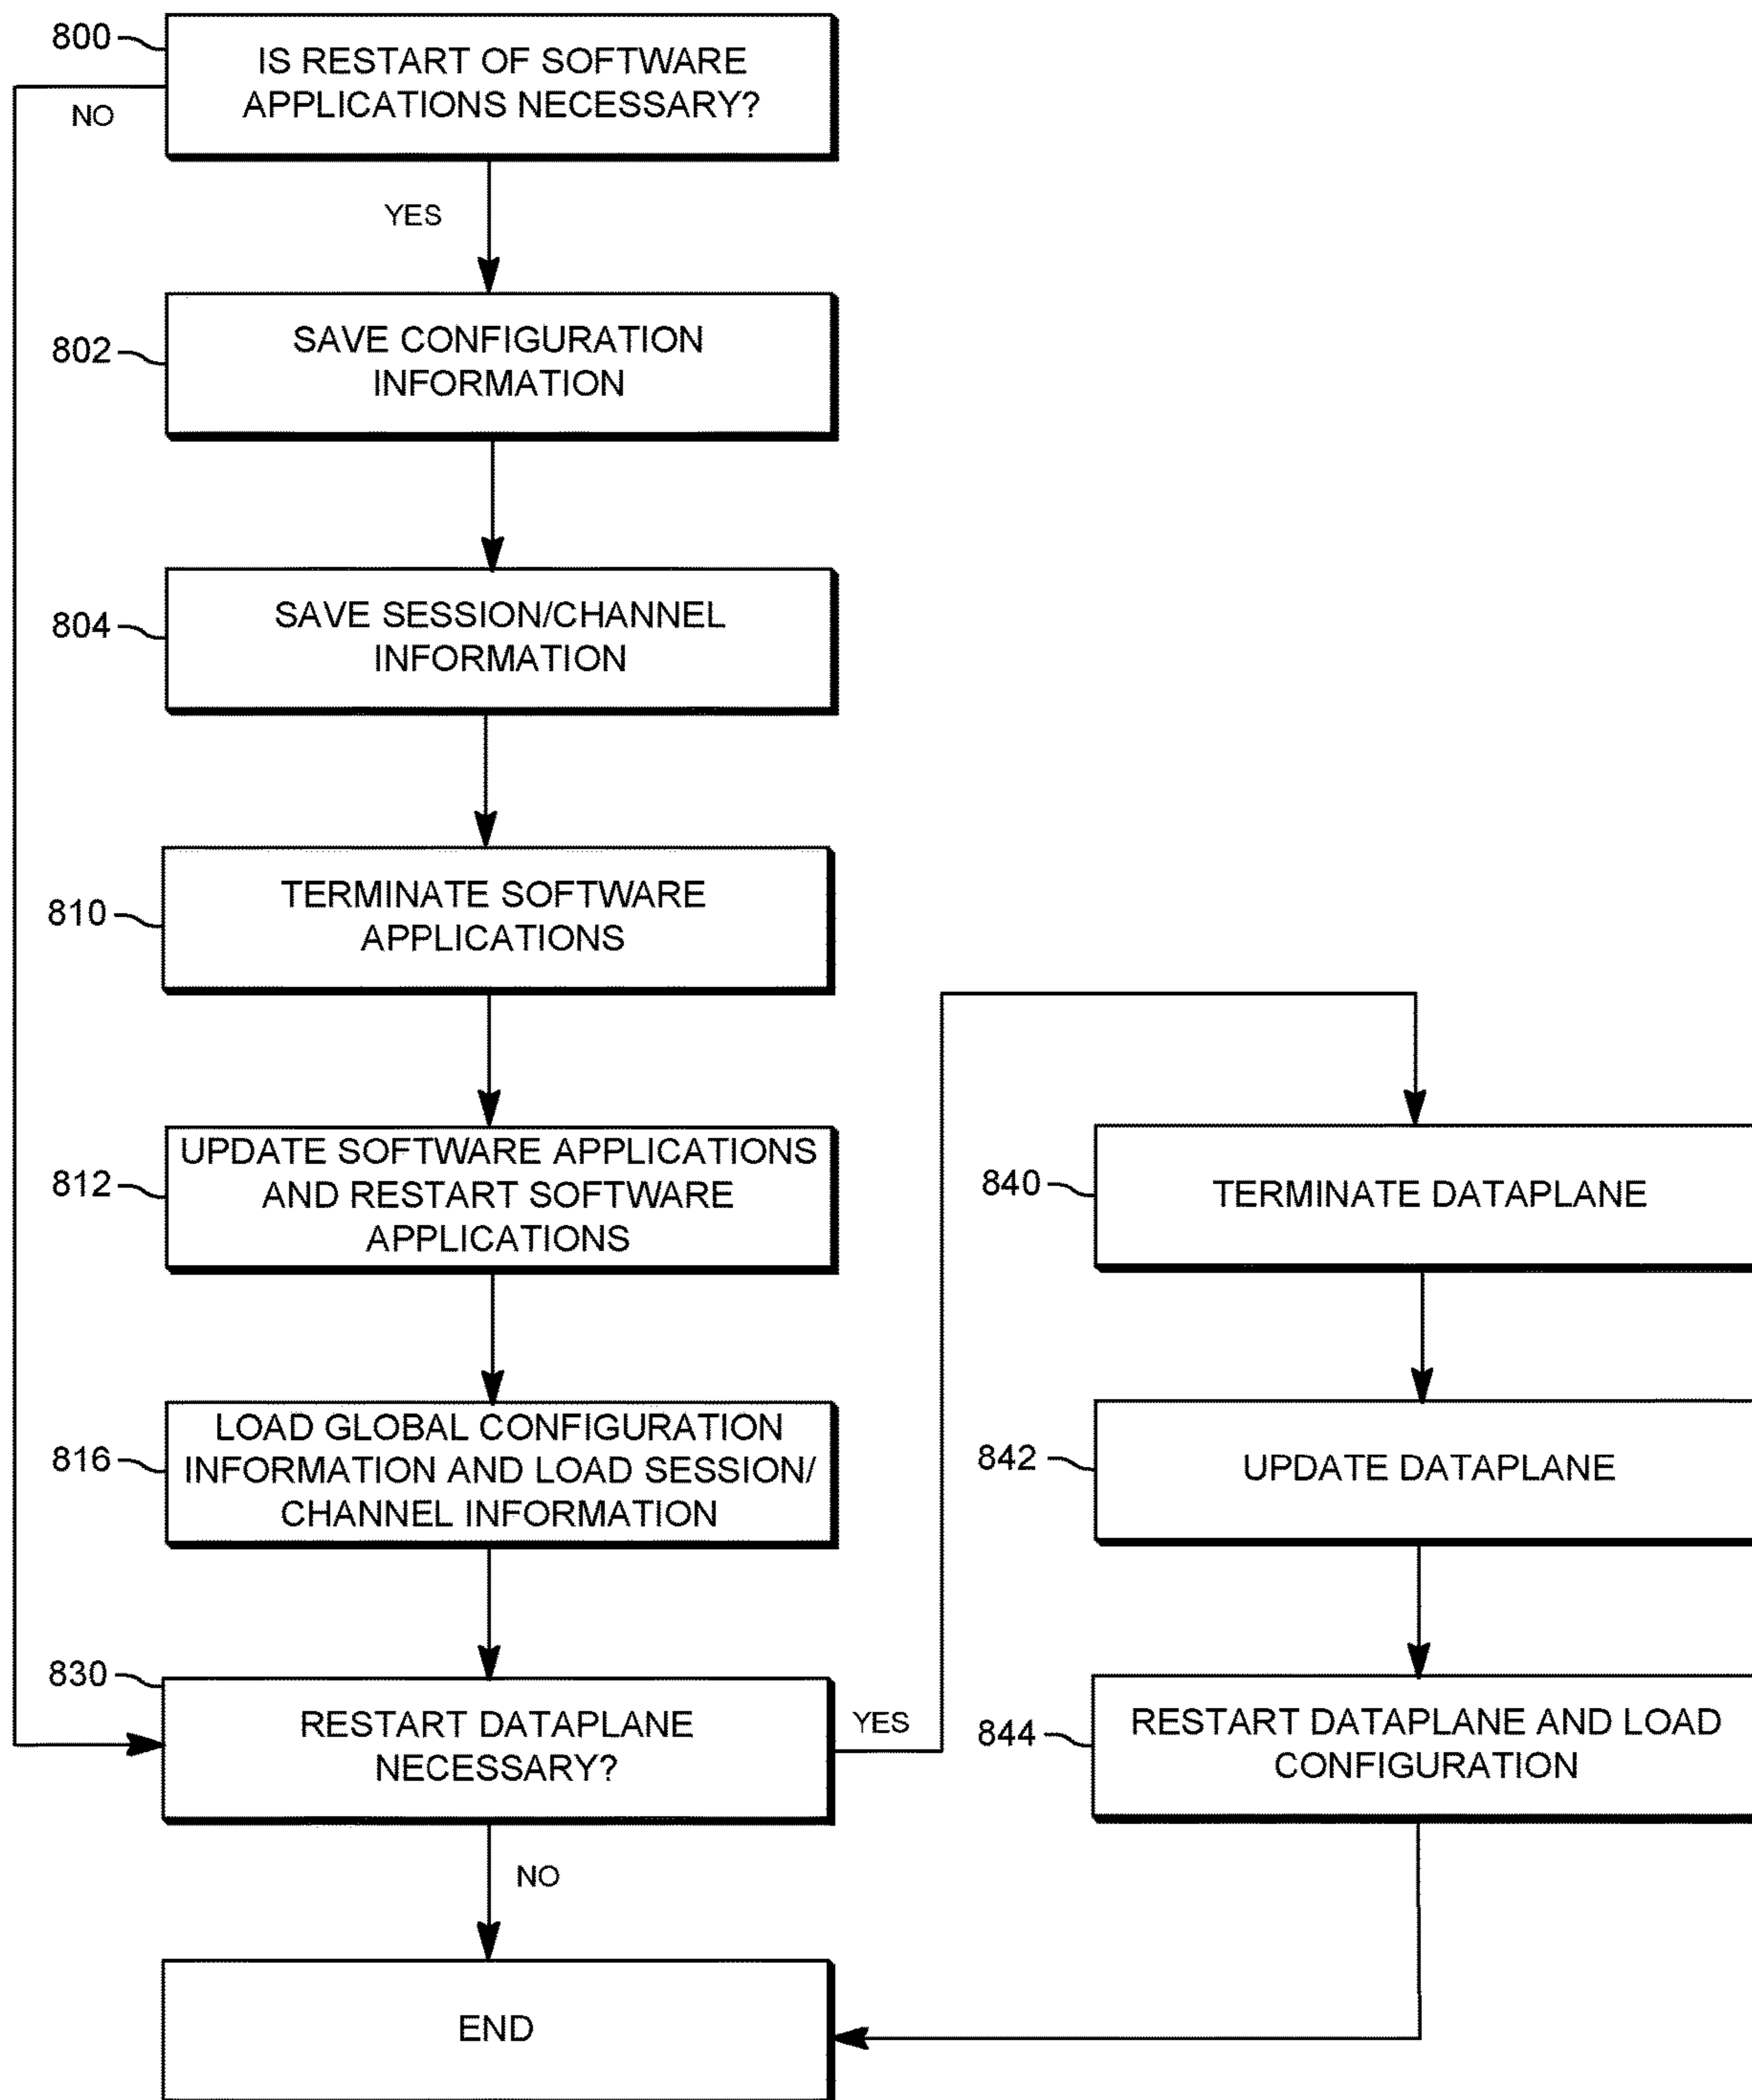 800
IS RESTART OF SOFTWARE
APPLICATIONS NECESSARY?
NO
YES
802
SAVE CONFIGURATION
INFORMATION
804
SAVE SESSION/CHANNEL
INFORMATION
810
TERMINATE SOFTWARE
APPLICATIONS
812
UPDATE SOFTWARE APPLICATIONS
AND RESTART SOFTWARE
APPLICATIONS
816
LOAD GLOBAL CONFIGURATION
INFORMATION AND LOAD SESSION/
CHANNEL INFORMATION
830
RESTART DATAPLANE
NECESSARY?
YES
NO
END
840
TERMINATE DATAPLANE
842
UPDATE DATAPLANE
844
RESTART DATAPLANE AND LOAD
CONFIGURATION